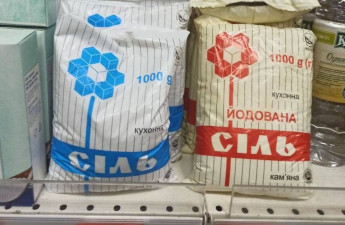 1000 g
кухонна
СІЛЬ
1000 g (г)
кухонна
ЙОДОВАНА
СІЛЬ
кам'яна